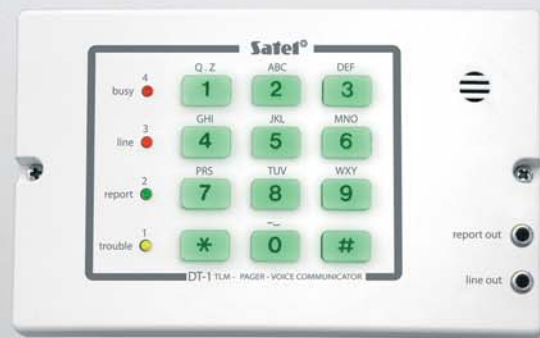 Satel®
Q . Z ABC DEF
4
busy 1 2 3
GHI JKL MNO
3
line 4 5 6
PRS TUV WXY
2
report 7 8 9
1
trouble * 0 #
report out
line out
DT-1 TLM - PAGER - VOICE COMMUNICATOR